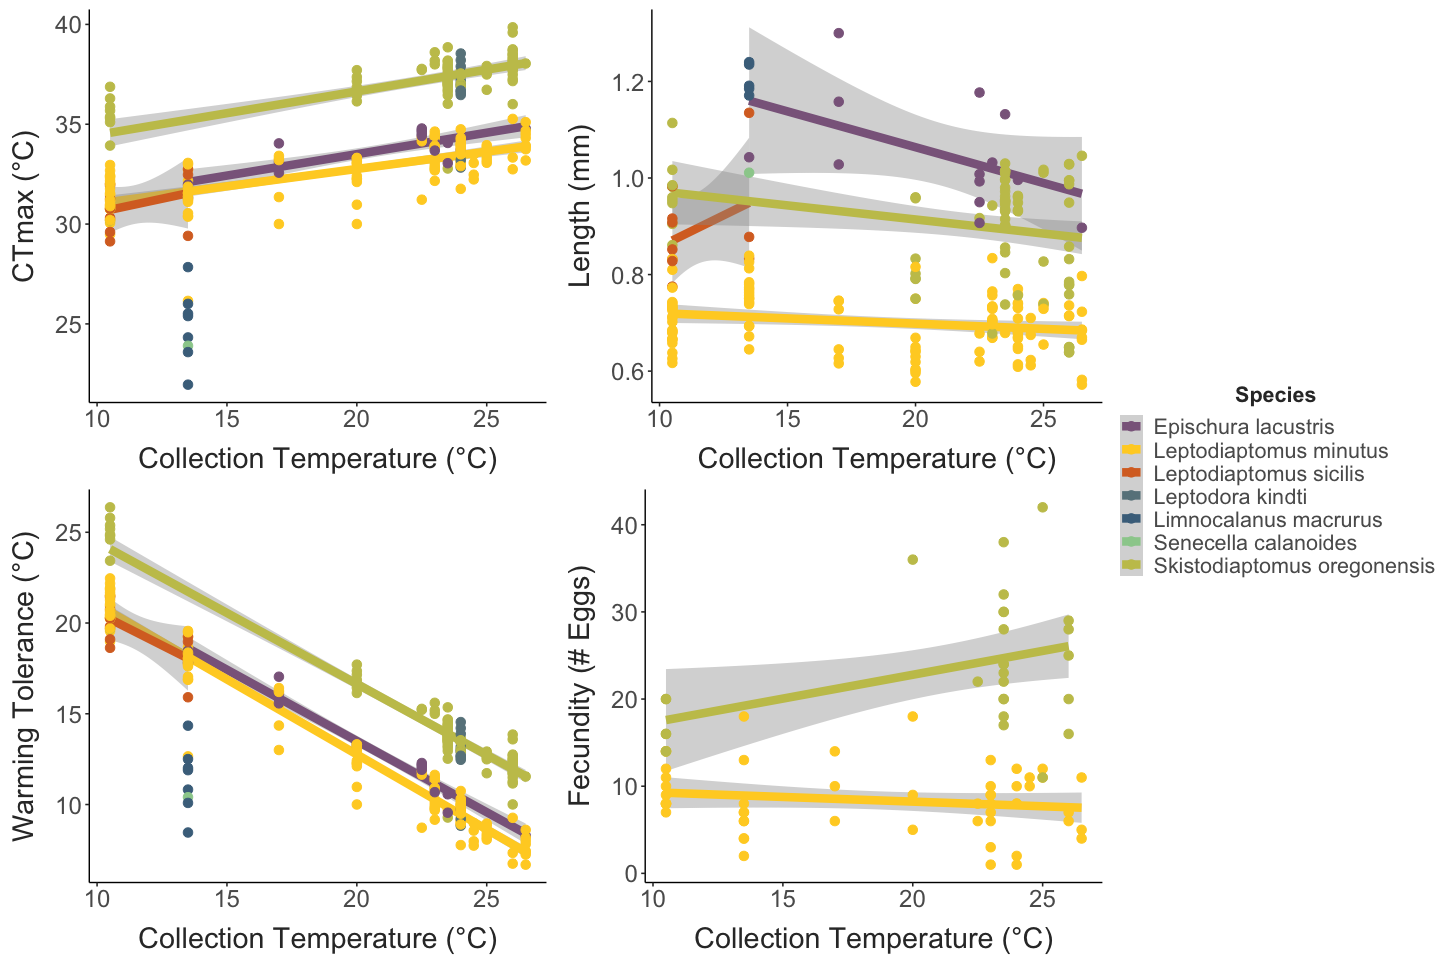 40
35
30
25
CTmax (°C)
10 15 20 25
Collection Temperature (°C)
1.2
1.0
0.8
0.6
Length (mm)
10 15 20 25
Collection Temperature (°C)
Species
Epischura lacustris
Leptodiaptomus minutus
Leptodiaptomus sicilis
Leptodora kindti
Limnocalanus macrurus
Senecella calanoides
Skistodiaptomus oregonensis
25
20
15
10
Warming Tolerance (°C)
10 15 20 25
Collection Temperature (°C)
40
30
20
10
0
Fecundity (# Eggs)
10 15 20 25
Collection Temperature (°C)